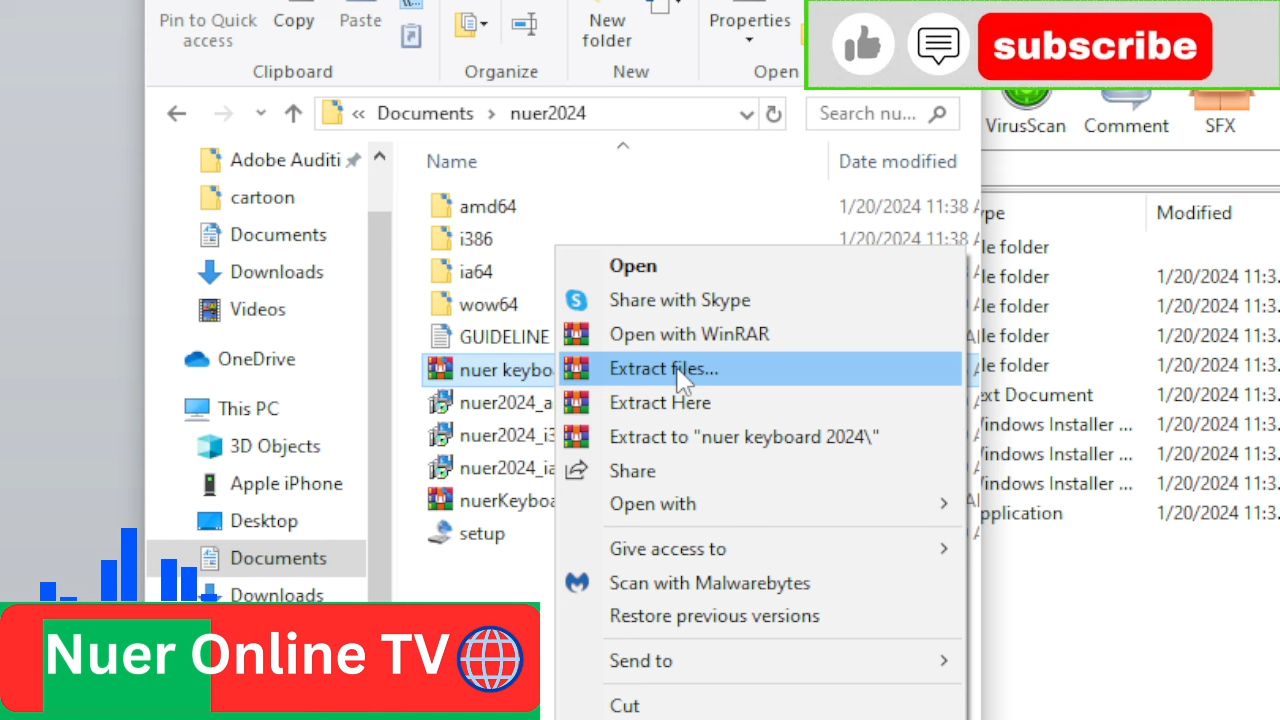 Pin to Quick access
Copy
Paste
New folder
Properties
Clipboard
Organize
New
Open
subscribe
VirusScan
Comment
SFX
« Documents > nuer2024
Search nu...
Adobe Auditi
cartoon
Documents
Downloads
Videos
OneDrive
This PC
3D Objects
Apple iPhone
Desktop
Documents
Downloads
Name
Date modified
amd64
1/20/2024 11:38
i386
1/20/2024 11:38
ia64
wow64
GUIDELINE
nuer keybo
nuer2024_a
nuer2024_i3
nuer2024_ia
nuerKeyboa
setup
Open
Share with Skype
Open with WinRAR
Extract files...
Extract Here
Extract to "nuer keyboard 2024\"
Share
Open with
Give access to
Scan with Malwarebytes
Restore previous versions
Send to
Cut
ype
Modified
le folder
le folder 1/20/2024 11:3
le folder 1/20/2024 11:3
le folder 1/20/2024 11:3
le folder 1/20/2024 11:3
ext Document 1/20/2024 11:3
indows Installer ... 1/20/2024 11:3
indows Installer ... 1/20/2024 11:3
indows Installer ... 1/20/2024 11:3
pplication 1/20/2024 11:3
Nuer Online TV